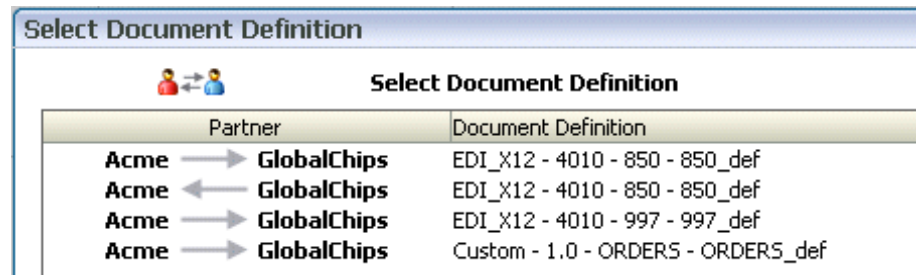 Select Document Definition
Select Document Definition
Partner Document Definition
Acme GlobalChips EDI_X12 - 4010 - 850 - 850_def
Acme GlobalChips EDI_X12 - 4010 - 850 - 850_def
Acme GlobalChips EDI_X12 - 4010 - 997 - 997_def
Acme GlobalChips Custom - 1.0 - ORDERS - ORDERS_def